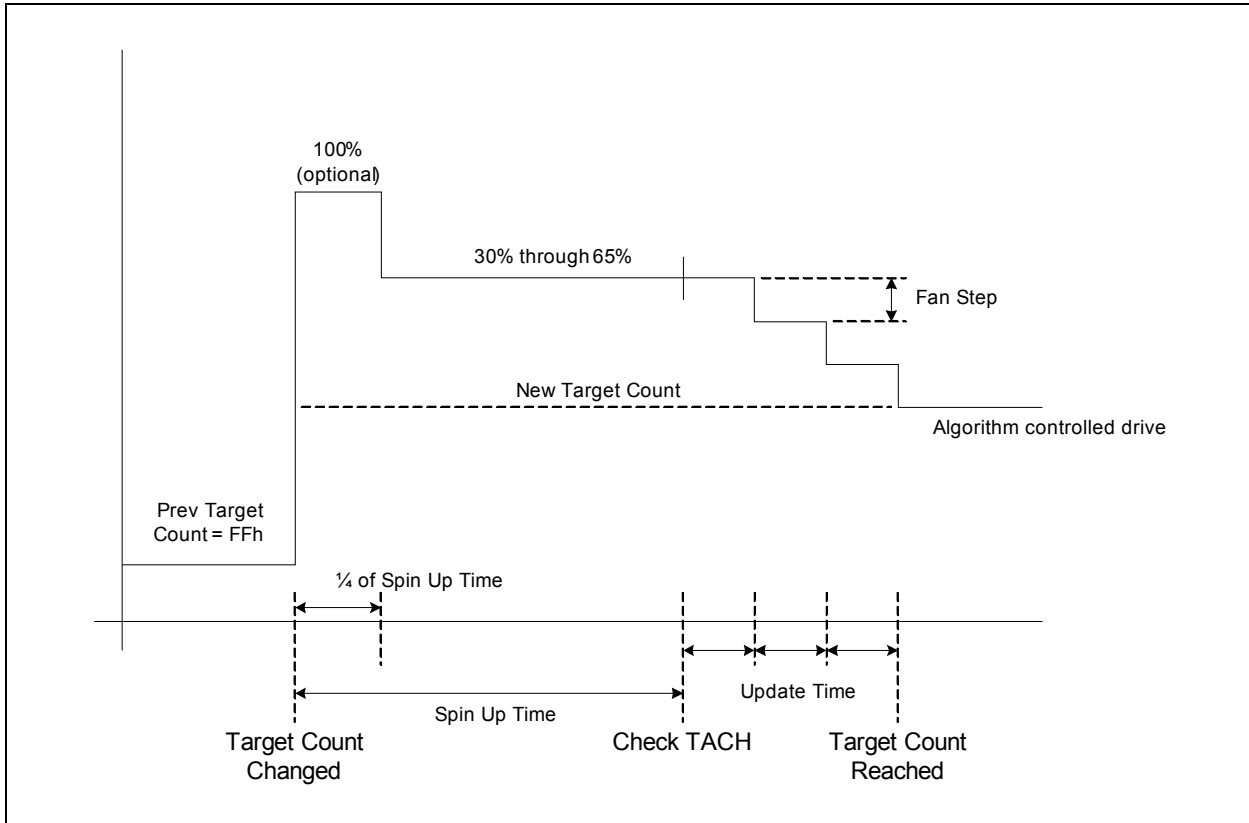 100%
(optional)
30% through 65%
Fan Step
New Target Count
Algorithm controlled drive
Prev Target
Count = FFh
¼ of Spin Up Time
Update Time
Spin Up Time
Target Count
Changed
Check TACH
Target Count
Reached